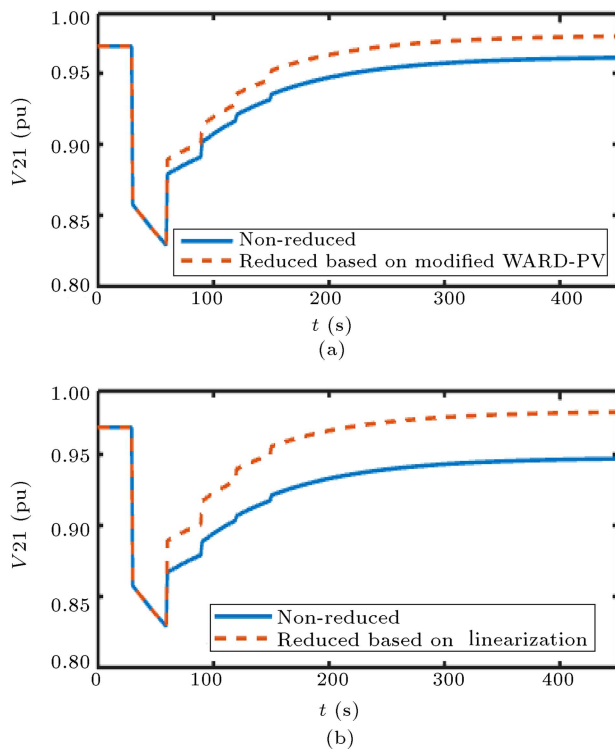 1.00
0.95
0.90
0.85
0.80
V21 (pu)
Non-reduced
Reduced based on modified WARD-PV
0 100 200 300 400
t (s)
(a)
1.00
0.95
0.90
0.85
0.80
V21 (pu)
Non-reduced
Reduced based on linearization
0 100 200 300 400
t (s)
(b)